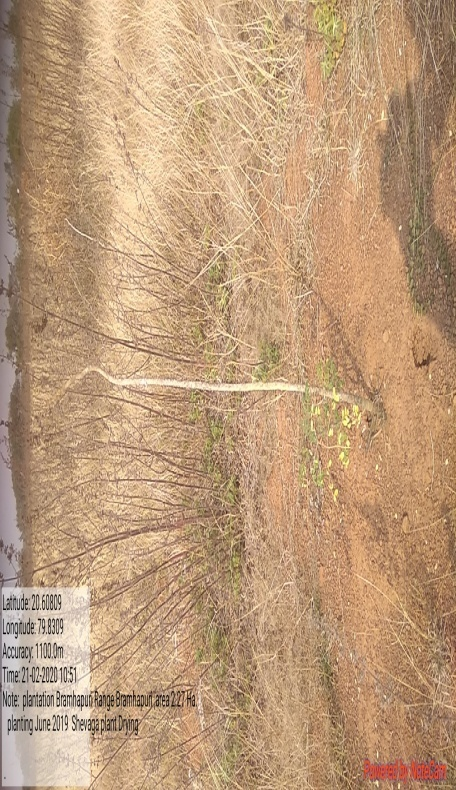 Latitude: 20.60809
Longitude: 79.8309
Accuracy: 1100.0m
Time: 21-02-2020 10:51
Note: plantation Bramhapuri Range Bramhapuri, area 2.27 Ha.
planting June 2019 Shevaga plant Drying
Powered by NoteCam